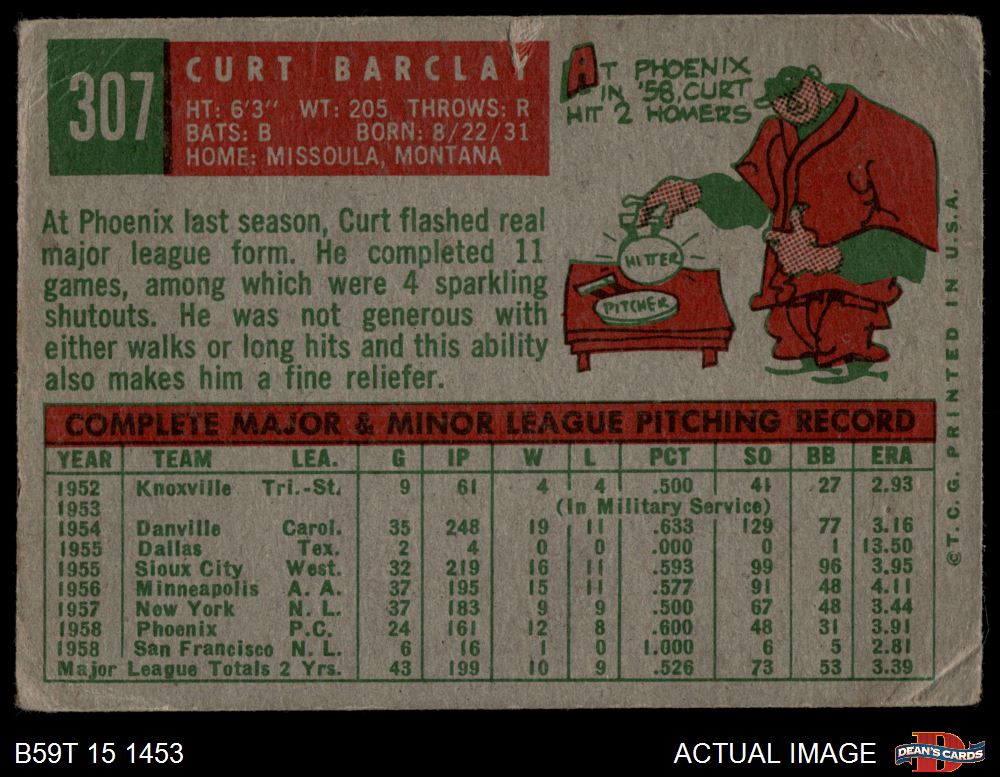 307
CURT BARCLAY
HT: 6'3" WT: 205 THROWS: R
BATS: B BORN: 8/22/31
HOME: MISSOULA, MONTANA
AT PHOENIX
IN '58, CURT
HIT 2 HOMERS
HITTER
PITCHER
At Phoenix last season, Curt flashed real
major league form. He completed 11
games, among which were 4 sparkling
shutouts. He was not generous with
either walks or long hits and this ability
also makes him a fine reliefer.
COMPLETE MAJOR & MINOR LEAGUE PITCHING RECORD
YEAR TEAM LEA. G IP W L PCT SO BB ERA
1952 Knoxville Tri.-St. 9 61 4 4 .500 41 27 2.93
1953 (In Military Service)
1954 Danville Carol. 35 248 19 11 .633 129 77 3.16
1955 Dallas Tex. 2 4 0 0 .000 0 1 13.50
1955 Sioux City West. 32 219 16 11 .593 99 96 3.95
1956 Minneapolis A. A. 37 195 15 11 .577 91 48 4.11
1957 New York N. L. 37 183 9 9 .500 67 48 3.44
1958 Phoenix P.C. 24 161 12 8 .600 48 31 3.91
1958 San Francisco N. L. 6 16 1 0 1.000 6 5 2.81
Major League Totals 2 Yrs. 43 199 10 9 .526 73 53 3.39
©T.C.G. PRINTED IN U.S.A.
B59T 15 1453
ACTUAL IMAGE
D
DEAN'S CARDS